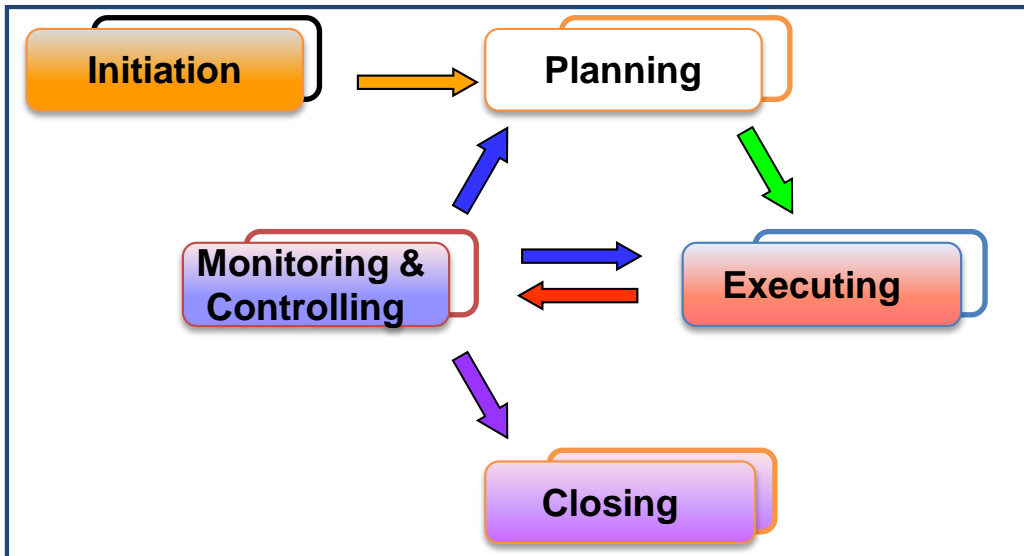 Initiation
Planning
Monitoring &
Controlling
Executing
Closing